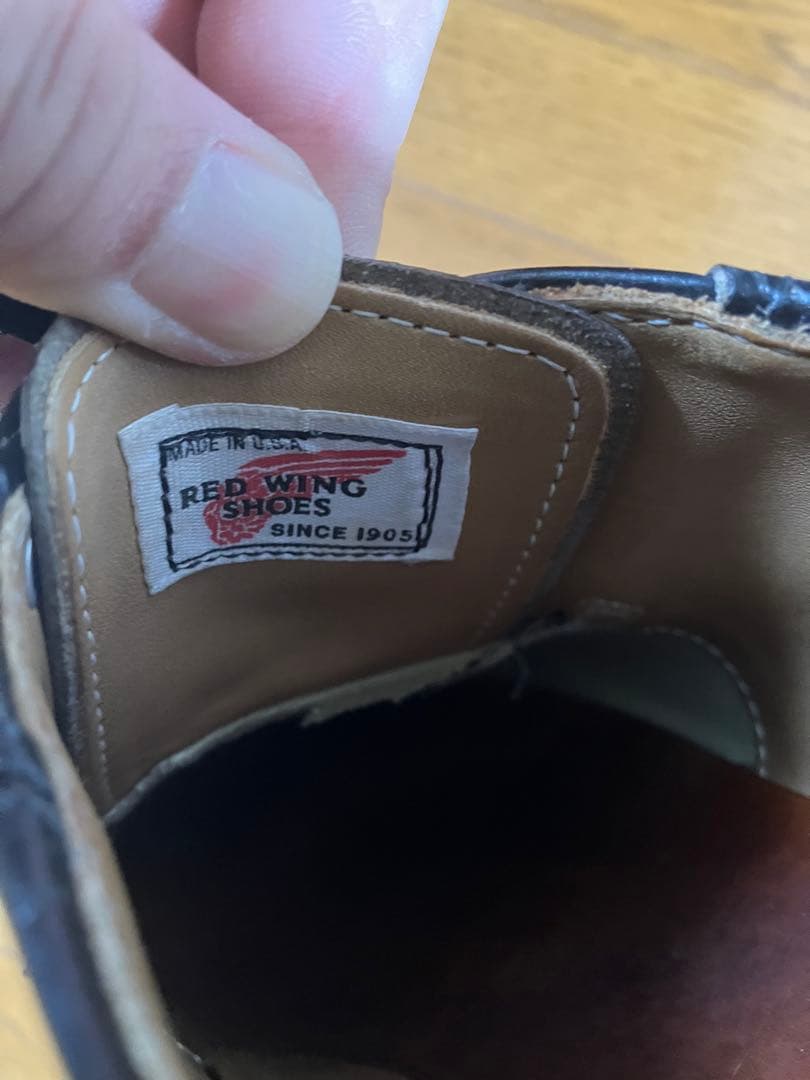 MADE IN U.S.A.
RED WING
SHOES
SINCE 1905